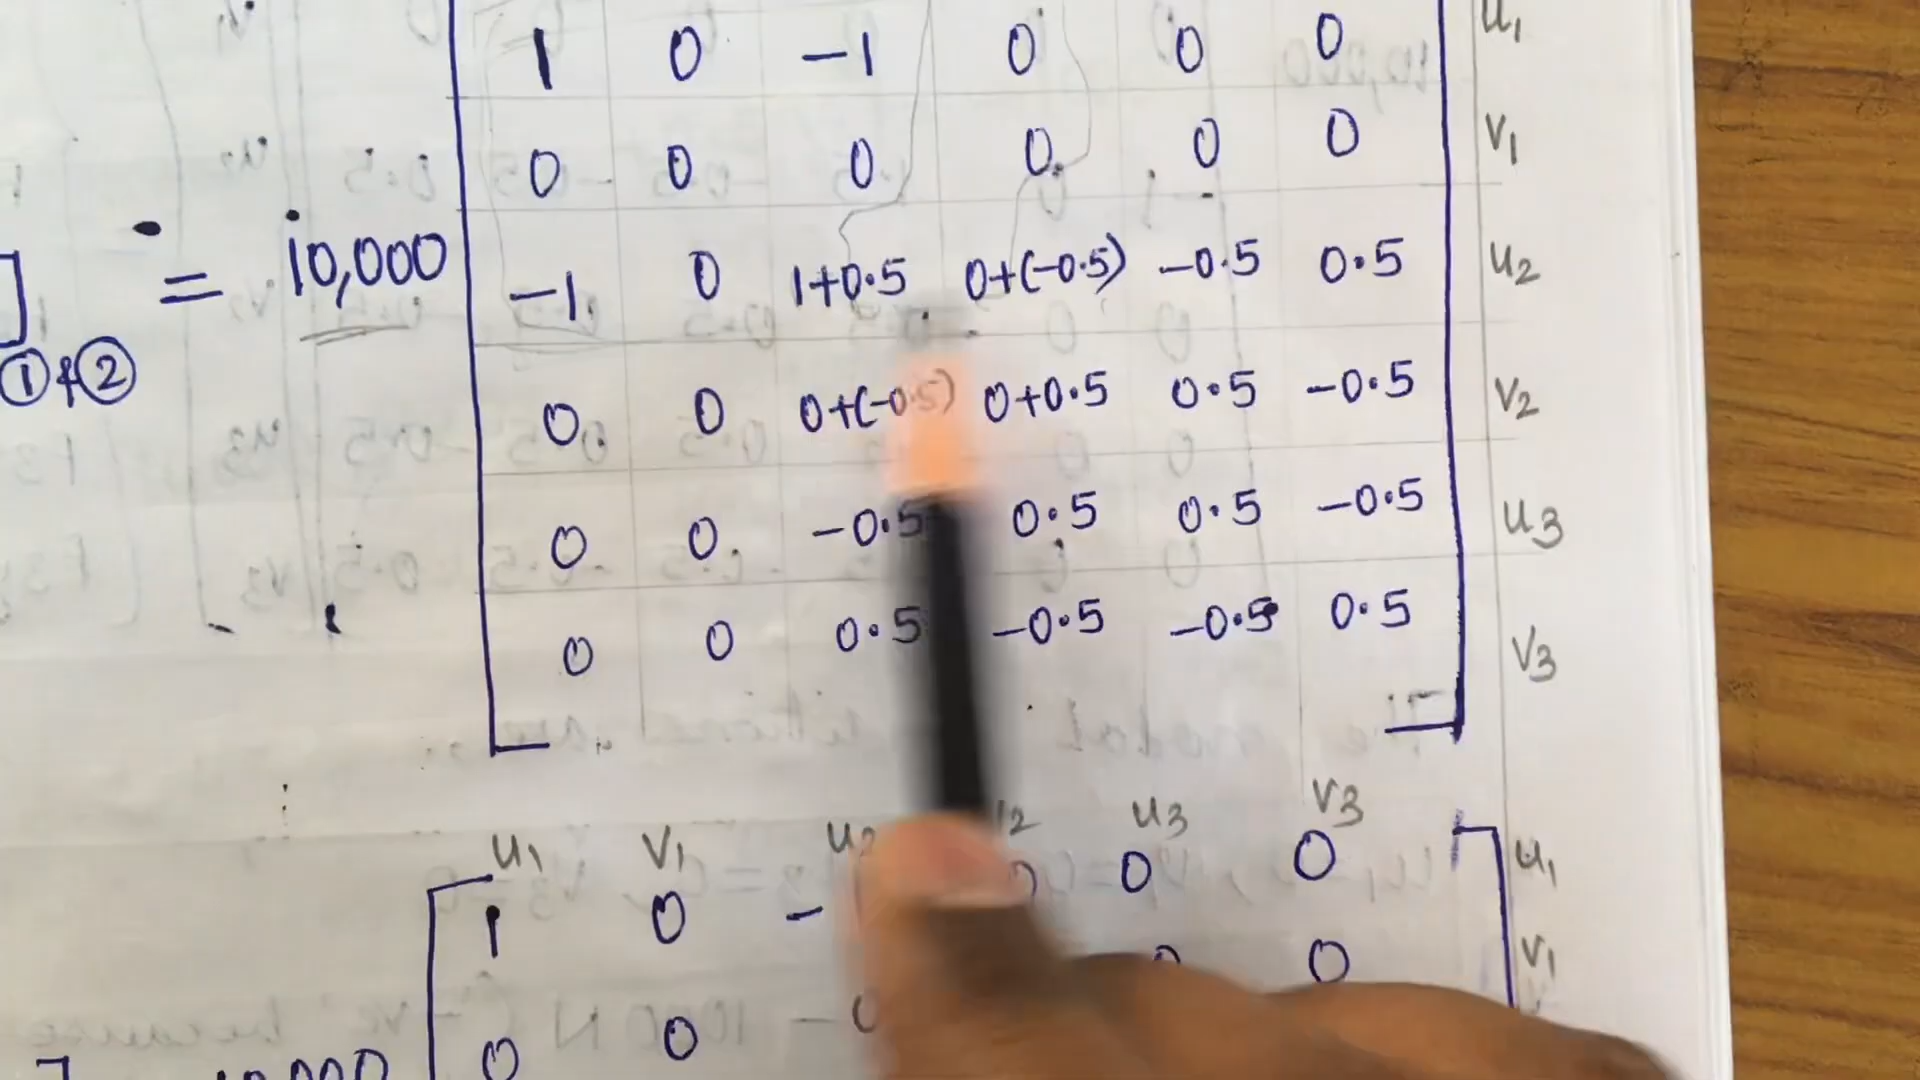 1 0 -1 0 0 0 u1
0 0 0 0 0 0 v1
] = 10,000 -1 0 1+0.5 0+(-0.5) -0.5 0.5 u2
①&②
0 0 0+(-0.5) 0+0.5 0.5 -0.5 v2
0 0 -0.5 0.5 0.5 -0.5 u3
0 0 0.5 -0.5 -0.5 0.5 v3
u1 v1 u2 u3 v3
1 0 - 0 0 u1
0 v1
0 0